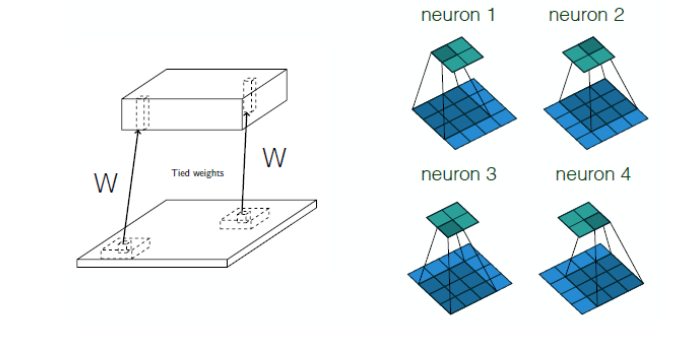 neuron 1
neuron 2
W
Tied weights
W
neuron 3
neuron 4